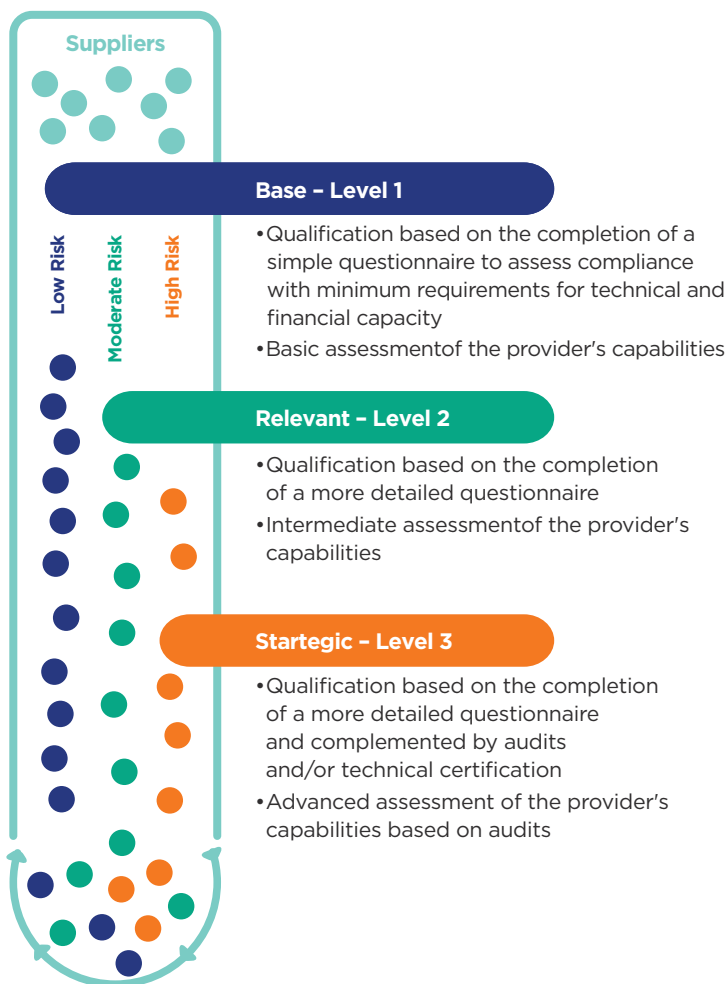 Suppliers
Base – Level 1
Low Risk
Moderate Risk
High Risk
•Qualification based on the completion of a
simple questionnaire to assess compliance
with minimum requirements for technical and
financial capacity
•Basic assessmentof the provider's capabilities
Relevant – Level 2
•Qualification based on the completion
of a more detailed questionnaire
•Intermediate assessmentof the provider's
capabilities
Startegic – Level 3
•Qualification based on the completion
of a more detailed questionnaire
and complemented by audits
and/or technical certification
•Advanced assessment of the provider's
capabilities based on audits